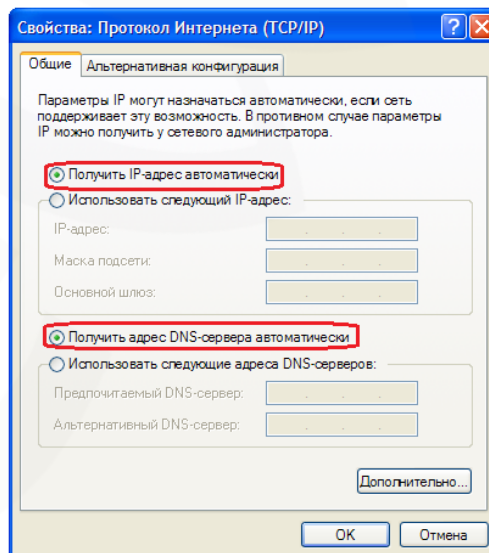 Свойства: Протокол Интернета (TCP/IP)
Общие Альтернативная конфигурация
Параметры IP могут назначаться автоматически, если сеть
поддерживает эту возможность. В противном случае параметры
IP можно получить у сетевого администратора.
Получить IP-адрес автоматически
Использовать следующий IP-адрес:
IP-адрес:
Маска подсети:
Основной шлюз:
Получить адрес DNS-сервера автоматически
Использовать следующие адреса DNS-серверов:
Предпочитаемый DNS-сервер:
Альтернативный DNS-сервер:
Дополнительно...
OK Отмена